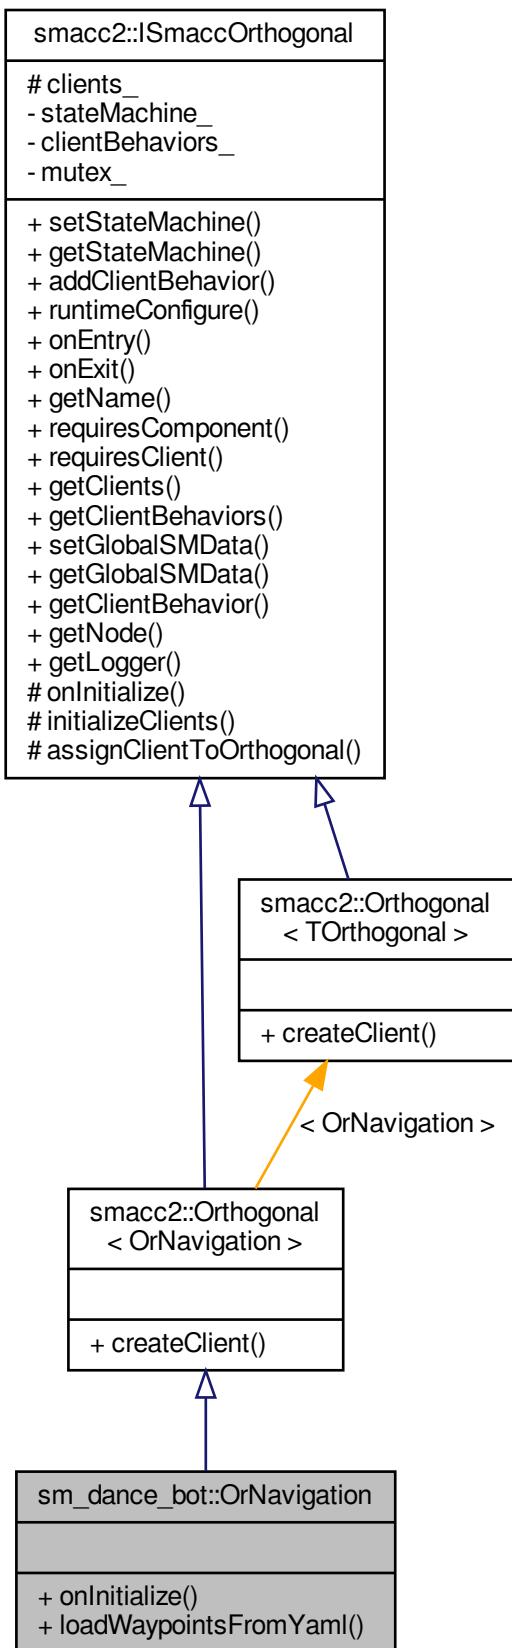 smacc2::ISmaccOrthogonal
# clients_
- stateMachine_
- clientBehaviors_
- mutex_
+ setStateMachine()
+ getStateMachine()
+ addClientBehavior()
+ runtimeConfigure()
+ onEntry()
+ onExit()
+ getName()
+ requiresComponent()
+ requiresClient()
+ getClients()
+ getClientBehaviors()
+ setGlobalSMData()
+ getGlobalSMData()
+ getClientBehavior()
+ getNode()
+ getLogger()
# onInitialize()
# initializeClients()
# assignClientToOrthogonal()
smacc2::Orthogonal
< TOrthogonal >
+ createClient()
< OrNavigation >
smacc2::Orthogonal
< OrNavigation >
+ createClient()
sm_dance_bot::OrNavigation
+ onInitialize()
+ loadWaypointsFromYaml()